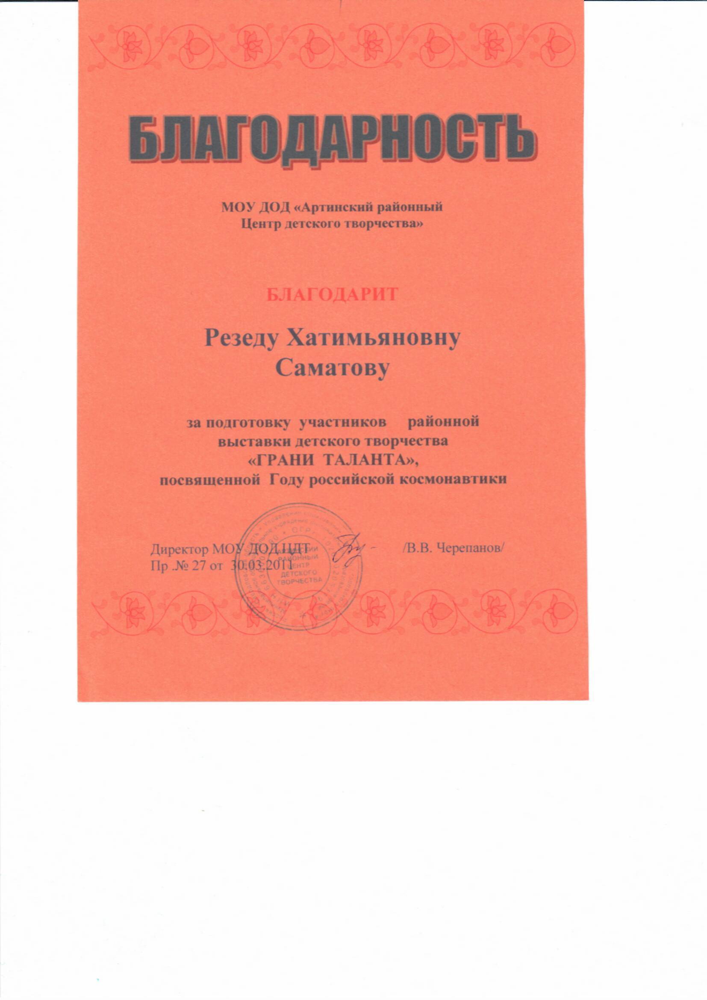 БЛАГОДАРНОСТЬ
МОУ ДОД «Артинский районный
Центр детского творчества»
БЛАГОДАРИТ
Резеду Хатимьяновну
Саматову
за подготовку участников районной
выставки детского творчества
«ГРАНИ ТАЛАНТА»,
посвященной Году российской космонавтики
Директор МОУ ДОД ЦДТ /В.В. Черепанов/
Пр .№ 27 от 30.03.2011
АРТИНСКИЙ
РАЙОННЫЙ
ЦЕНТР
ДЕТСКОГО
ТВОРЧЕСТВА